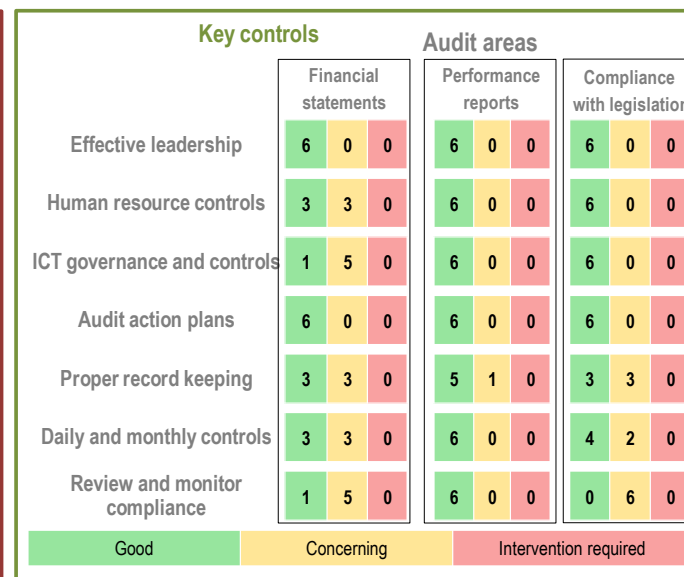 Key controls
Audit areas
Financial statements
Performance reports
Compliance with legislation
Effective leadership 6 0 0 6 0 0 6 0 0
Human resource controls 3 3 0 6 0 0 6 0 0
ICT governance and controls 1 5 0 6 0 0 6 0 0
Audit action plans 6 0 0 6 0 0 6 0 0
Proper record keeping 3 3 0 5 1 0 3 3 0
Daily and monthly controls 3 3 0 6 0 0 4 2 0
Review and monitor compliance 1 5 0 6 0 0 0 6 0
Good Concerning Intervention required